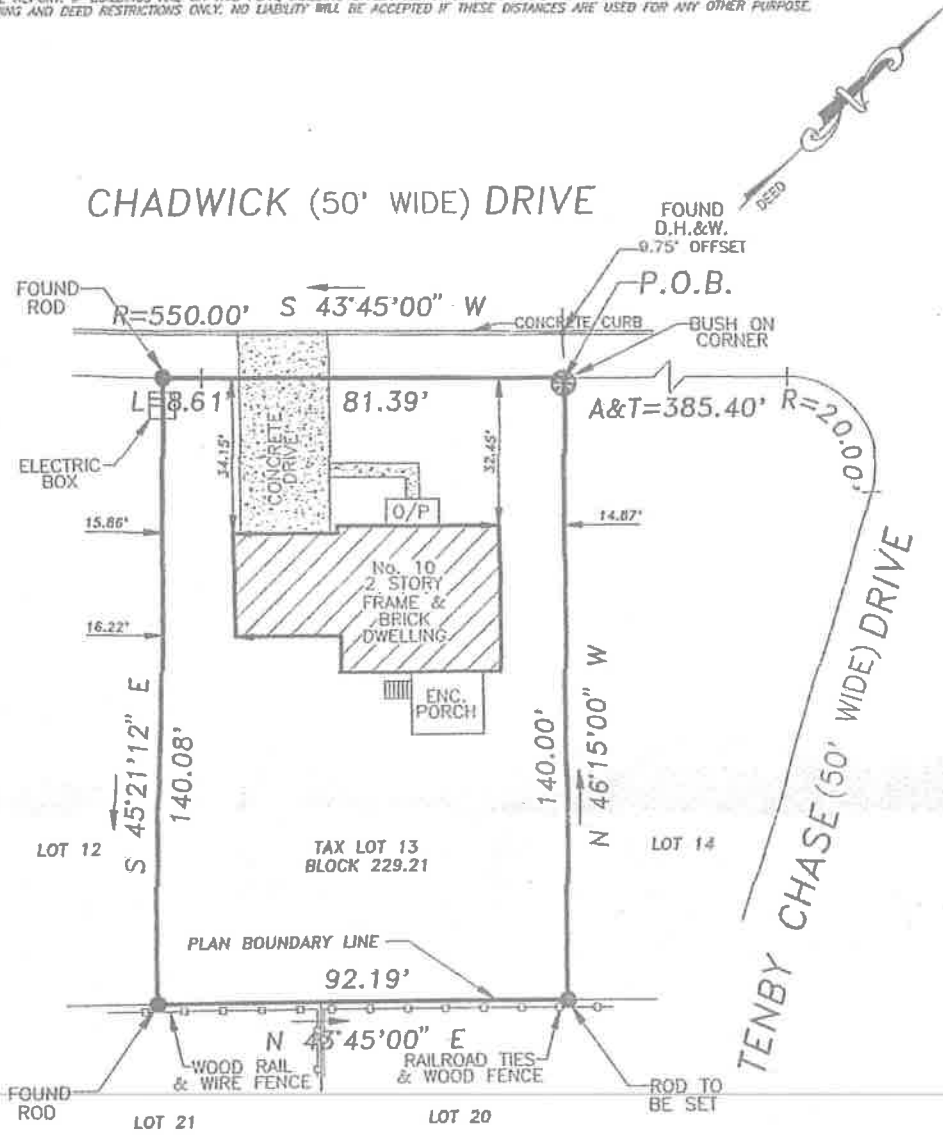 AND DEED RESTRICTIONS ONLY. NO LIABILITY WILL BE ACCEPTED IF THESE DISTANCES ARE USED FOR ANY OTHER PURPOSE.
DEED
CHADWICK (50' WIDE) DRIVE
FOUND
D.H.&W.
9.75' OFFSET
P.O.B.
FOUND
ROD
R=550.00'
S 43°45'00" W
CONCRETE CURB
BUSH ON
CORNER
L=8.61'
81.39'
A&T=385.40'
R=20.00'
ELECTRIC
BOX
34.15'
CONCRETE
DRIVE
32.45'
O/P
15.86'
14.87'
No. 10
2 STORY
FRAME &
BRICK
DWELLING
16.22'
ENC.
PORCH
S 45°21'12" E
140.08'
140.00'
N 46°15'00" W
TENBY CHASE (50' WIDE) DRIVE
LOT 12
TAX LOT 13
BLOCK 229.21
LOT 14
PLAN BOUNDARY LINE
92.19'
N 43°45'00" E
WOOD RAIL
& WIRE FENCE
RAILROAD TIES
& WOOD FENCE
FOUND
ROD
ROD TO
BE SET
LOT 21
LOT 20